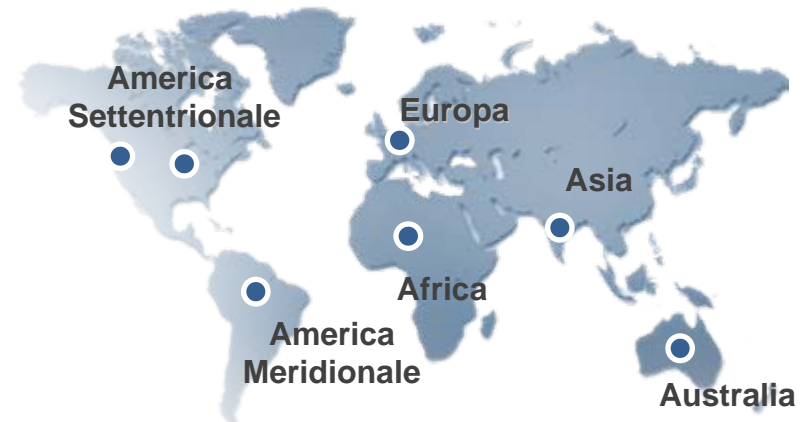 America
Settentrionale
Europa
Asia
Africa
America
Meridionale
Australia